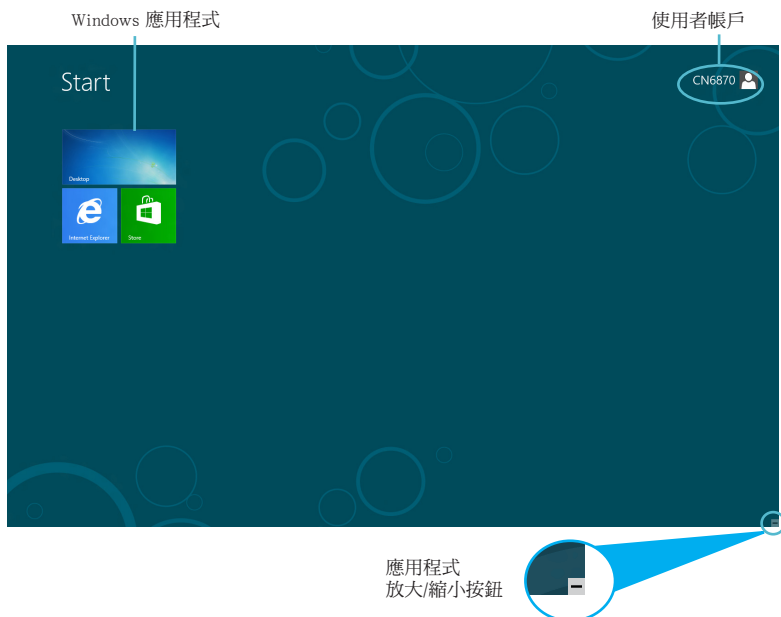 Windows 應用程式
使用者帳戶
Start
CN6870
Desktop
Internet Explorer
Store
應用程式
放大/縮小按鈕